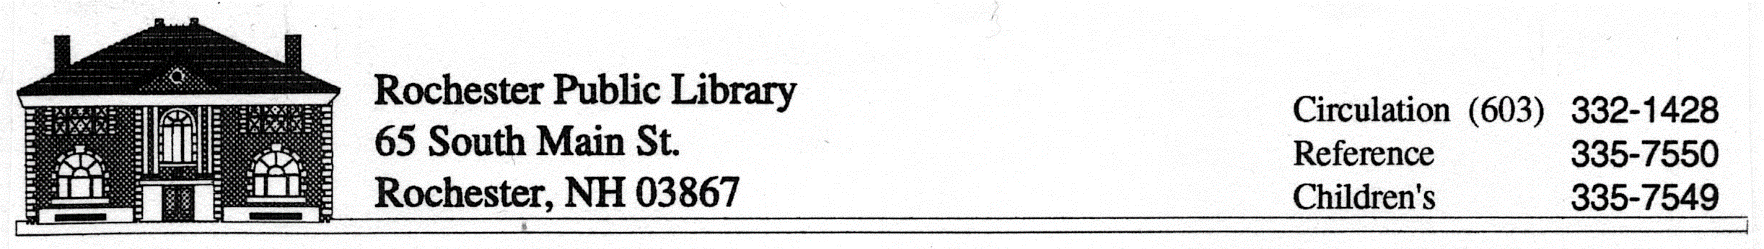 Rochester Public Library
65 South Main St.
Rochester, NH 03867
Circulation (603) 332-1428
Reference 335-7550
Children's 335-7549